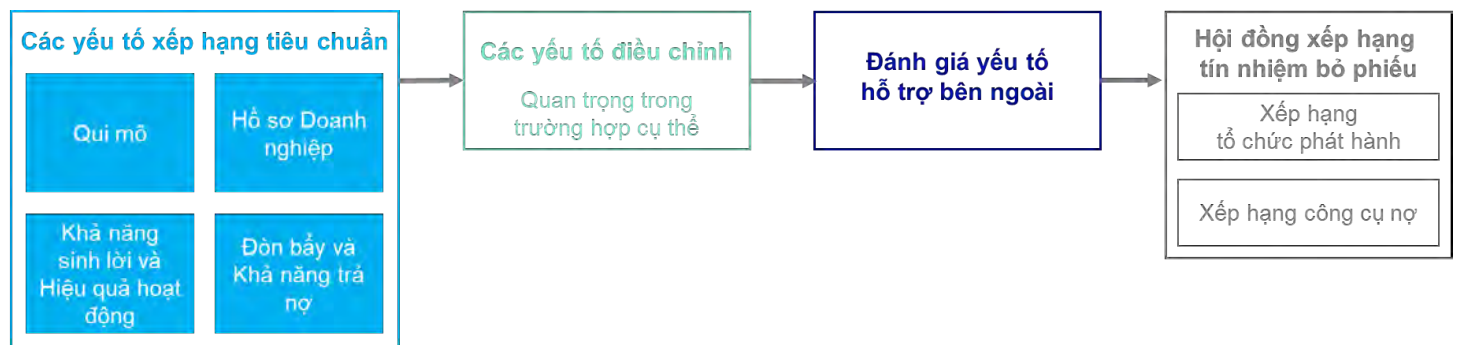 Các yếu tố xếp hạng tiêu chuẩn
Qui mô
Hồ sơ Doanh
nghiệp
Khả năng
sinh lời và
Hiệu quả hoạt
động
Đòn bẩy và
Khả năng trả
nợ
Các yếu tố điều chỉnh
Quan trọng trong
trường hợp cụ thể
Đánh giá yếu tố
hỗ trợ bên ngoài
Hội đồng xếp hạng
tín nhiệm bỏ phiếu
Xếp hạng
tổ chức phát hành
Xếp hạng công cụ nợ